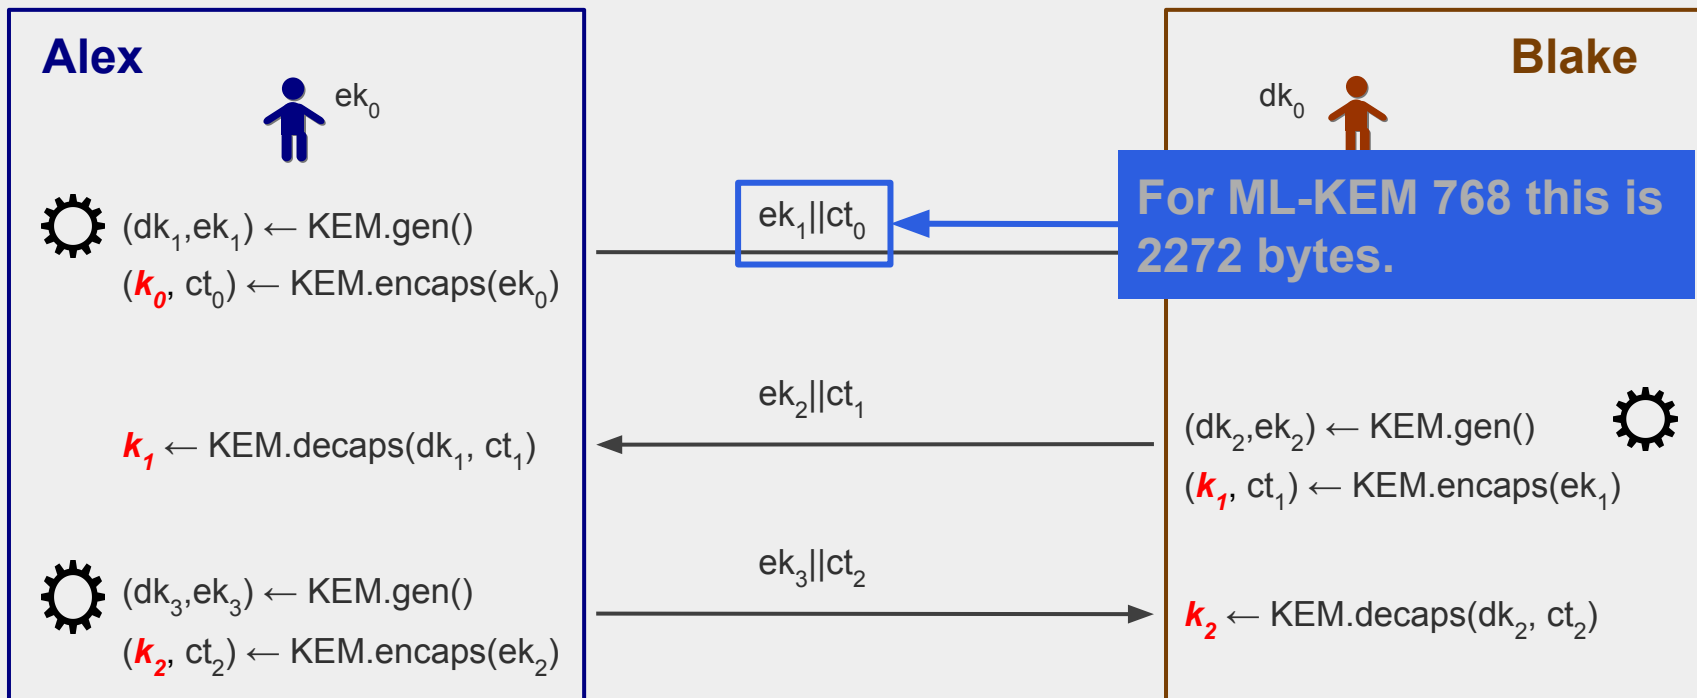 Alex
Blake
ek₀
dk₀
For ML-KEM 768 this is
2272 bytes.
(dk₁,ek₁) ← KEM.gen()
ek₁||ct₀
(k₀, ct₀) ← KEM.encaps(ek₀)
ek₂||ct₁
(dk₂,ek₂) ← KEM.gen()
k₁ ← KEM.decaps(dk₁, ct₁)
(k₁, ct₁) ← KEM.encaps(ek₁)
ek₃||ct₂
(dk₃,ek₃) ← KEM.gen()
k₂ ← KEM.decaps(dk₂, ct₂)
(k₂, ct₂) ← KEM.encaps(ek₂)